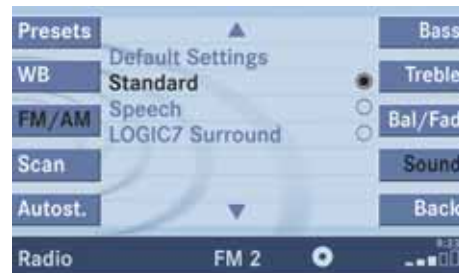 Presets
WB
FM/AM
Scan
Autost.
Default Settings
Standard
Speech
LOGIC7 Surround
Bass
Treble
Bal/Fad
Sound
Back
Radio
FM 2